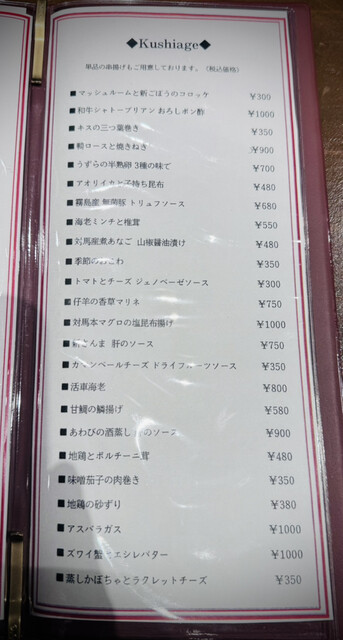 ◆Kushiage◆
単品の串揚げもご用意しております。（税込価格）
■マッシュルームと新ごぼうのコロッケ ¥300
■和牛シャトーブリアン おろしポン酢 ¥1000
■キスの三つ葉巻き ¥350
■和ロースと焼きねぎ ¥900
■うずらの半熟卵 3種の味で ¥700
■アオリイカと子持ち昆布 ¥480
■霧島産 無菌豚 トリュフソース ¥680
■海老ミンチと椎茸 ¥550
■対馬産煮あなご 山椒醤油漬け ¥480
■季節のおこわ ¥350
■トマトとチーズ ジェノベーゼソース ¥300
■仔羊の香草マリネ ¥750
■対馬本マグロの塩昆布揚げ ¥1000
■新さんま 肝のソース ¥750
■カマンベールチーズ ドライフルーツソース ¥350
■活車海老 ¥800
■甘鯛の鱗揚げ ¥580
■あわびの酒蒸し のソース ¥900
■地鶏とポルチーニ茸 ¥480
■味噌茄子の肉巻き ¥350
■地鶏の砂ずり ¥380
■アスパラガス ¥1000
■ズワイ蟹とエシレバター ¥1000
■蒸しかぼちゃとラクレットチーズ ¥350